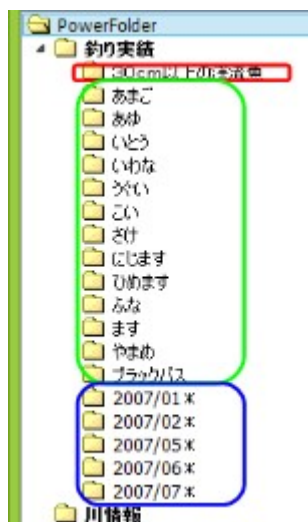 PowerFolder
釣り実績
30cm以上の渓流魚
あまご
あゆ
いとう
いわな
うぐい
こい
さけ
にじます
ひめます
ふな
ます
やまめ
ブラックバス
2007/01*
2007/02*
2007/05*
2007/06*
2007/07*
川情報